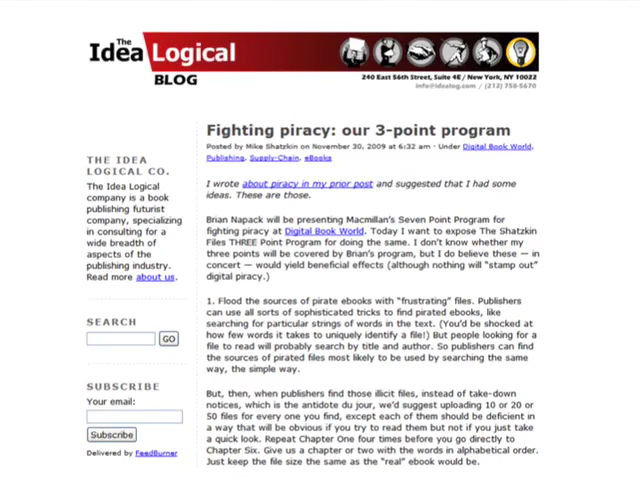 The
Idea Logical
BLOG
240 East 56th Street, Suite 4E / New York, NY 10022
info@idealog.com / (212) 758-5670
Fighting piracy: our 3-point program
Posted by Mike Shatzkin on November 30, 2009 at 6:32 am · Under Digital Book World,
Publishing, Supply-Chain, eBooks
I wrote about piracy in my prior post and suggested that I had some
ideas. These are those.
Brian Napack will be presenting Macmillan's Seven Point Program for
fighting piracy at Digital Book World. Today I want to expose The Shatzkin
Files THREE Point Program for doing the same. I don't know whether my
three points will be covered by Brian's program, but I do believe these — in
concert — would yield beneficial effects (although nothing will “stamp out”
digital piracy.)
1. Flood the sources of pirate ebooks with “frustrating” files. Publishers
can use all sorts of sophisticated tricks to find pirated ebooks, like
searching for particular strings of words in the text. (You'd be shocked at
how few words it takes to uniquely identify a file!) But people looking for a
file to read will probably search by title and author. So publishers can find
the sources of pirated files most likely to be used by searching the same
way, the simple way.
But, then, when publishers find those illicit files, instead of take-down
notices, which is the antidote du jour, we'd suggest uploading 10 or 20 or
50 files for every one you find, except each of them should be deficient in
a way that will be obvious if you try to read them but not if you just take
a quick look. Repeat Chapter One four times before you go directly to
Chapter Six. Give us a chapter or two with the words in alphabetical order.
Just keep the file size the same as the “real” ebook would be.
THE IDEA
LOGICAL CO.
The Idea Logical
company is a book
publishing futurist
company, specializing
in consulting for a
wide breadth of
aspects of the
publishing industry.
Read more about us.
SEARCH
GO
SUBSCRIBE
Your email:
Subscribe
Delivered by FeedBurner